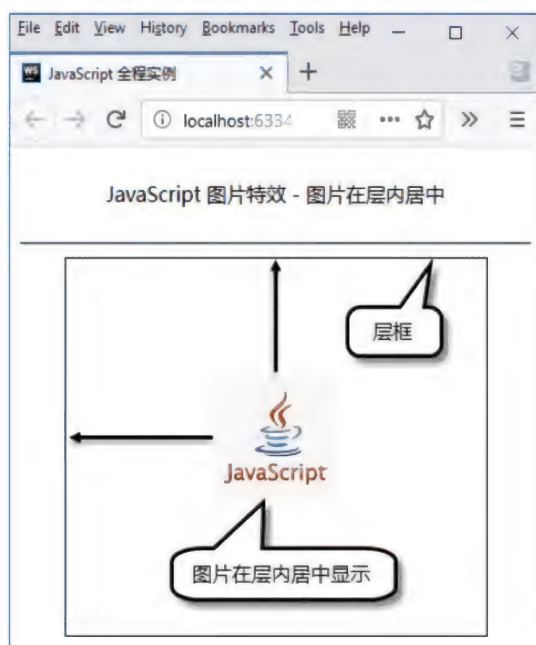 File Edit View History Bookmarks Tools Help
WS JavaScript 全程实例
localhost:6334
JavaScript 图片特效 - 图片在层内居中
层框
JavaScript
图片在层内居中显示